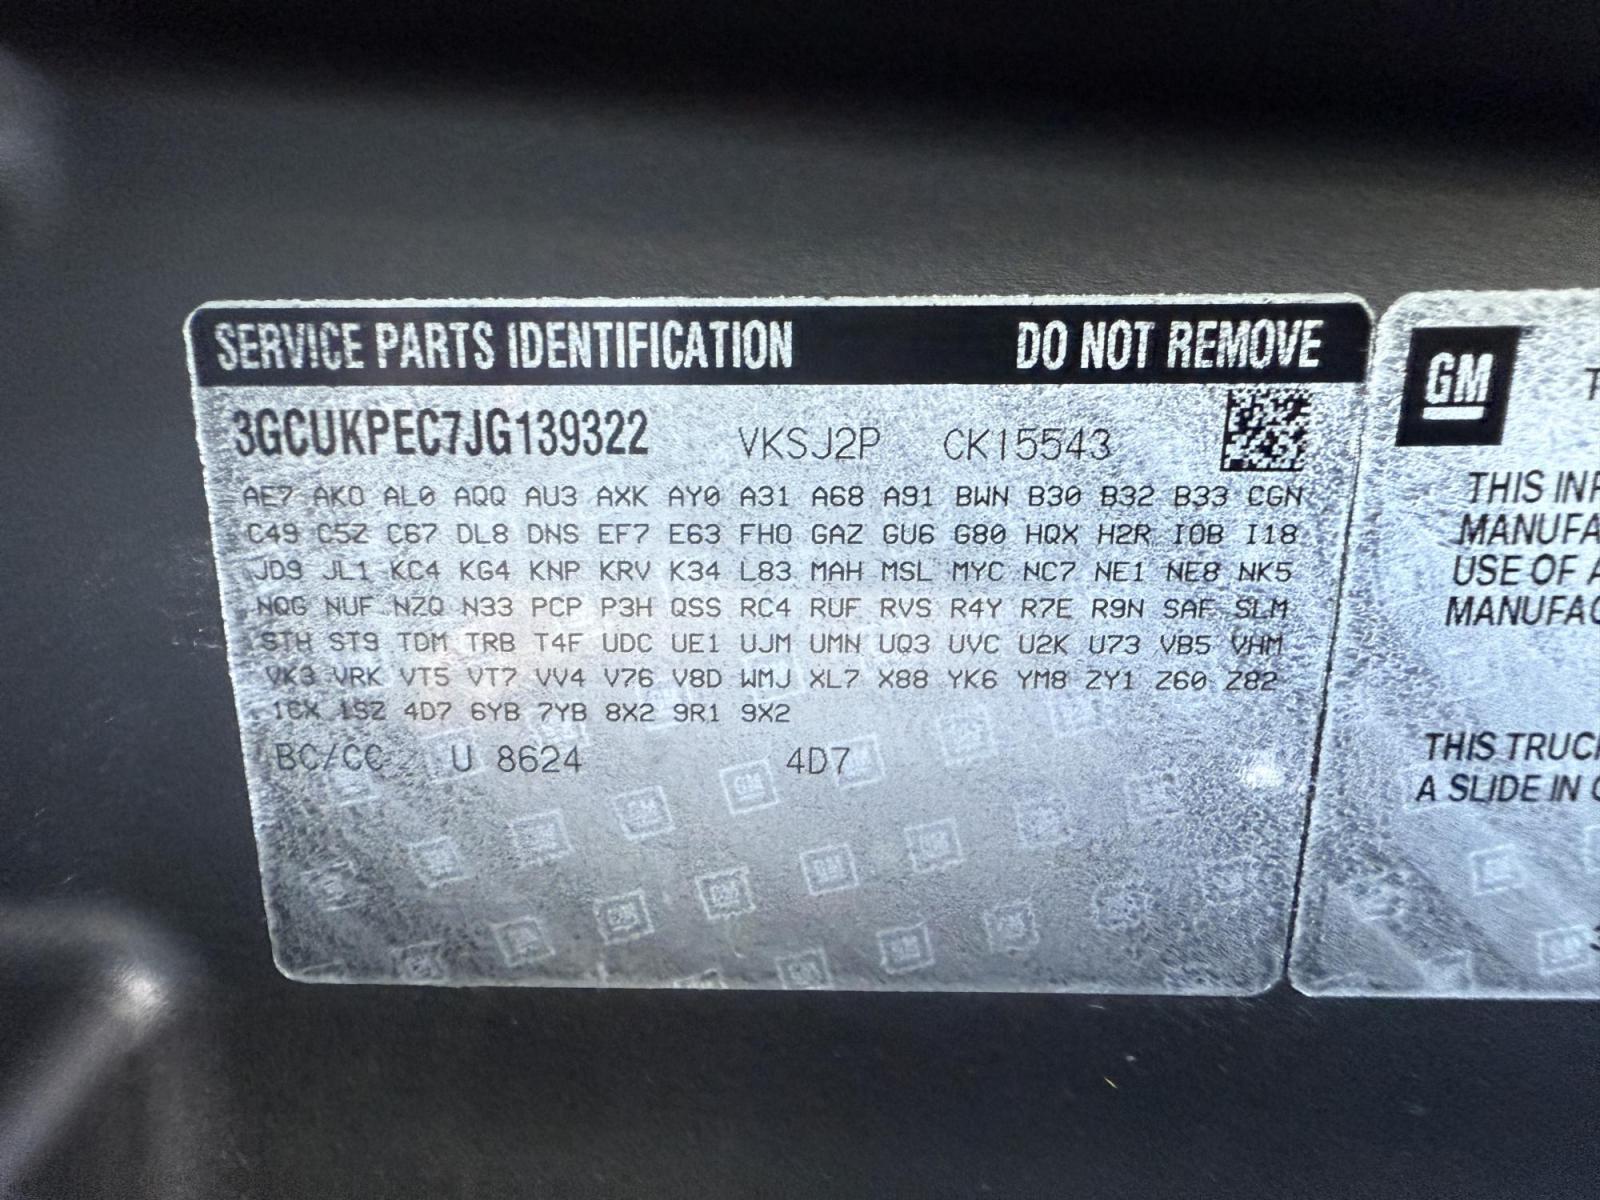 SERVICE PARTS IDENTIFICATION DO NOT REMOVE
3GCUKPEC7JG139322 VKSJ2P CK15543
AE7 AKO AL0 AQQ AU3 AXK AY0 A31 A68 A91 BWN B30 B32 B33 CGN
C49 C5Z C67 DL8 DNS EF7 E63 FHO GAZ GU6 G80 HQX H2R IOB I18
JD9 JL1 KC4 KG4 KNP KRV K34 L83 MAH MSL MYC NC7 NE1 NE8 NK5
NQG NUF NZQ N33 PCP P3H QSS RC4 RUF RVS R4Y R7E R9N SAF SLM
STH ST9 TDM TRB T4F UDC UE1 UJM UMN UQ3 UVC U2K U73 VB5 VHM
VK3 VRK VT5 VT7 VV4 V76 V8D WMJ XL7 X88 YK6 YM8 ZY1 Z60 Z82
1CX 1SZ 4D7 6YB 7YB 8X2 9R1 9X2
BC/CC U 8624 4D7
GM
THIS
MANUFA
USE OF
MANUFAC
THIS TRUC
A SLIDE IN